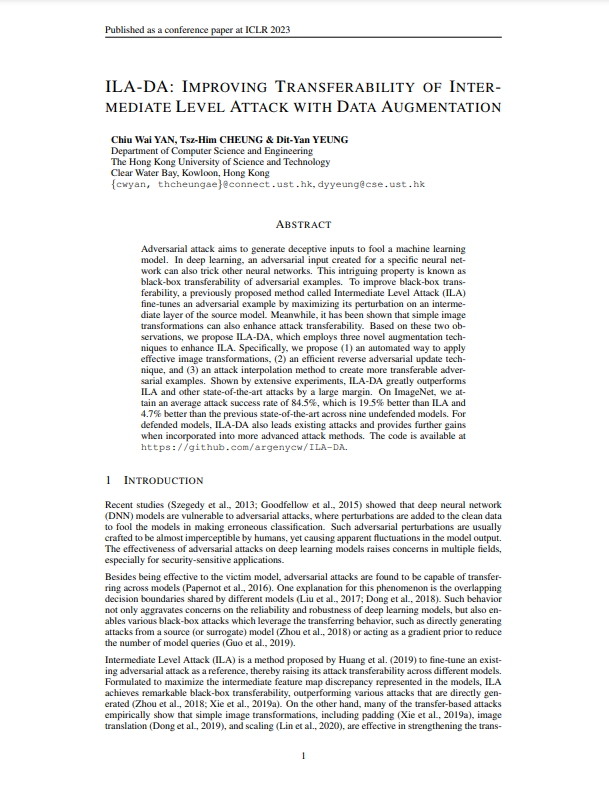 Published as a conference paper at ICLR 2023
ILA-DA: IMPROVING TRANSFERABILITY OF INTER-
MEDIATE LEVEL ATTACK WITH DATA AUGMENTATION
Chiu Wai YAN, Tsz-Him CHEUNG & Dit-Yan YEUNG
Department of Computer Science and Engineering
The Hong Kong University of Science and Technology
Clear Water Bay, Kowloon, Hong Kong
{cwyan, thcheungae}@connect.ust.hk, dyyeung@cse.ust.hk
ABSTRACT
Adversarial attack aims to generate deceptive inputs to fool a machine learning
model. In deep learning, an adversarial input created for a specific neural net-
work can also trick other neural networks. This intriguing property is known as
black-box transferability of adversarial examples. To improve black-box trans-
ferability, a previously proposed method called Intermediate Level Attack (ILA)
fine-tunes an adversarial example by maximizing its perturbation on an interme-
diate layer of the source model. Meanwhile, it has been shown that simple image
transformations can also enhance attack transferability. Based on these two ob-
servations, we propose ILA-DA, which employs three novel augmentation tech-
niques to enhance ILA. Specifically, we propose (1) an automated way to apply
effective image transformations, (2) an efficient reverse adversarial update tech-
nique, and (3) an attack interpolation method to create more transferable adver-
sarial examples. Shown by extensive experiments, ILA-DA greatly outperforms
ILA and other state-of-the-art attacks by a large margin. On ImageNet, we at-
tain an average attack success rate of 84.5%, which is 19.5% better than ILA and
4.7% better than the previous state-of-the-art across nine undefended models. For
defended models, ILA-DA also leads existing attacks and provides further gains
when incorporated into more advanced attack methods. The code is available at
https://github.com/argenycw/ILA-DA.
1 INTRODUCTION
Recent studies (Szegedy et al., 2013; Goodfellow et al., 2015) showed that deep neural network
(DNN) models are vulnerable to adversarial attacks, where perturbations are added to the clean data
to fool the models in making erroneous classification. Such adversarial perturbations are usually
crafted to be almost imperceptible by humans, yet causing apparent fluctuations in the model output.
The effectiveness of adversarial attacks on deep learning models raises concerns in multiple fields,
especially for security-sensitive applications.
Besides being effective to the victim model, adversarial attacks are found to be capable of transfer-
ring across models (Papernot et al., 2016). One explanation for this phenomenon is the overlapping
decision boundaries shared by different models (Liu et al., 2017; Dong et al., 2018). Such behavior
not only aggravates concerns on the reliability and robustness of deep learning models, but also en-
ables various black-box attacks which leverage the transferring behavior, such as directly generating
attacks from a source (or surrogate) model (Zhou et al., 2018) or acting as a gradient prior to reduce
the number of model queries (Guo et al., 2019).
Intermediate Level Attack (ILA) is a method proposed by Huang et al. (2019) to fine-tune an exist-
ing adversarial attack as a reference, thereby raising its attack transferability across different models.
Formulated to maximize the intermediate feature map discrepancy represented in the models, ILA
achieves remarkable black-box transferability, outperforming various attacks that are directly gen-
erated (Zhou et al., 2018; Xie et al., 2019a). On the other hand, many of the transfer-based attacks
empirically show that simple image transformations, including padding (Xie et al., 2019a), image
translation (Dong et al., 2019), and scaling (Lin et al., 2020), are effective in strengthening the trans-
1